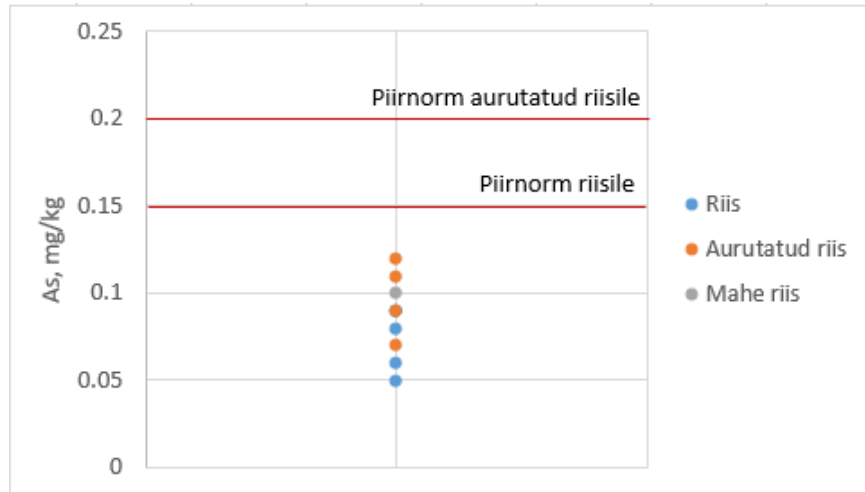 0.25
Piirnorm aurutatud riisile
0.2
Piirnorm riisile
0.15
As, mg/kg
Riis
Aurutatud riis
Mahe riis
0.1
0.05
0